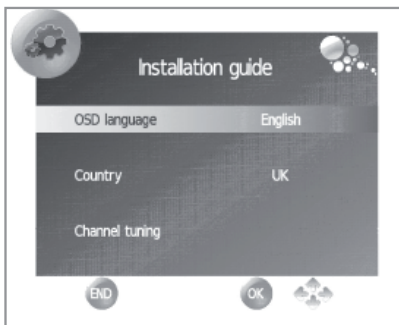 Installation guide
OSD language English
Country UK
Channel tuning
END OK